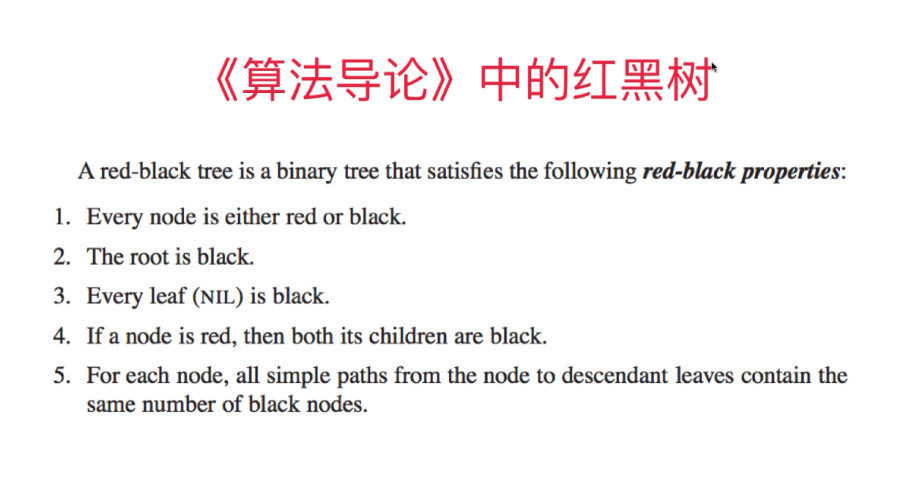 《算法导论》中的红黑树
A red-black tree is a binary tree that satisfies the following red-black properties:
1. Every node is either red or black.
2. The root is black.
3. Every leaf (NIL) is black.
4. If a node is red, then both its children are black.
5. For each node, all simple paths from the node to descendant leaves contain the
same number of black nodes.